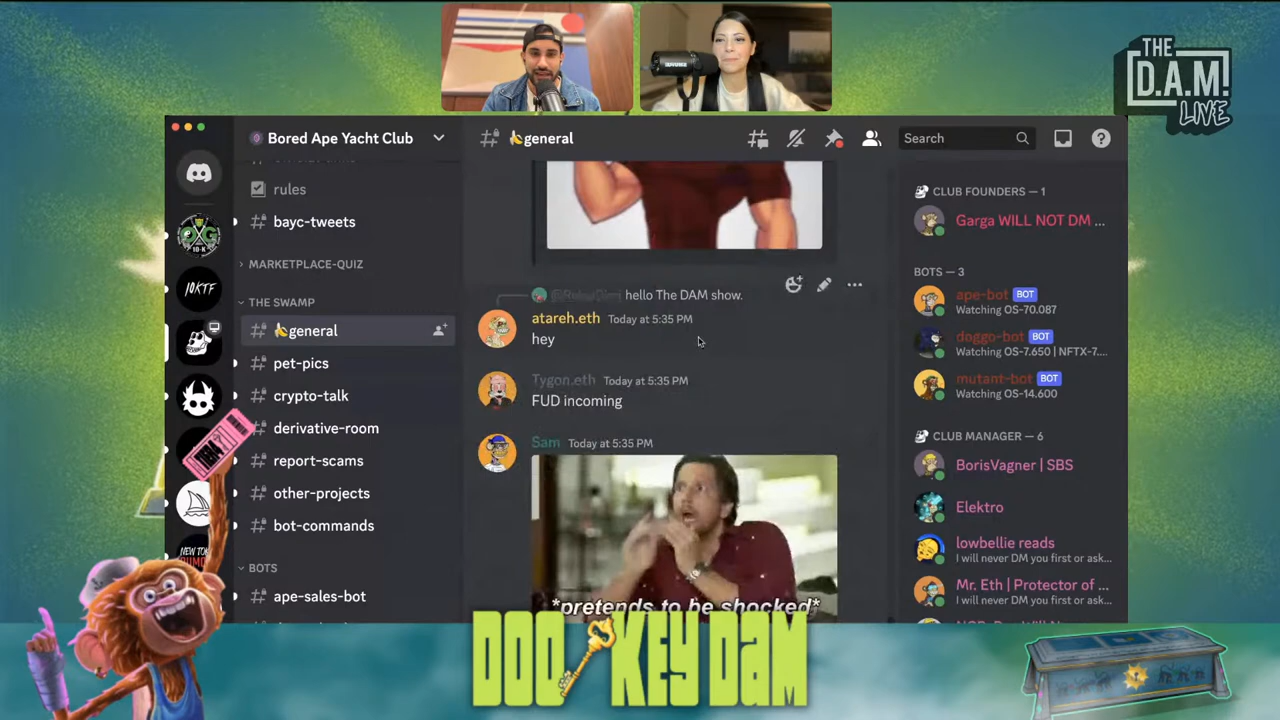 THE
D.A.M!
LIVE
Bored Ape Yacht Club
general
Search
rules
bayc-tweets
MARKETPLACE-QUIZ
THE SWAMP
general
pet-pics
crypto-talk
derivative-room
report-scams
other-projects
bot-commands
BOTS
ape-sales-bot
10KTF
hello The DAM show.
atareh.eth Today at 5:35 PM
hey
Tygon.eth Today at 5:35 PM
FUD incoming
Sam Today at 5:35 PM
*pretends to be shocked*
CLUB FOUNDERS — 1
Garga WILL NOT DM ...
BOTS — 3
ape-bot BOT
Watching OS-70.087
doggo-bot BOT
Watching OS-7.650 | NFTX-7....
mutant-bot BOT
Watching OS-14.600
CLUB MANAGER — 6
BorisVagner | SBS
Elektro
lowbellie reads
I will never DM you first or ask...
Mr. Eth | Protector of ...
I will never DM you first or ask...
DOO KEY DAM